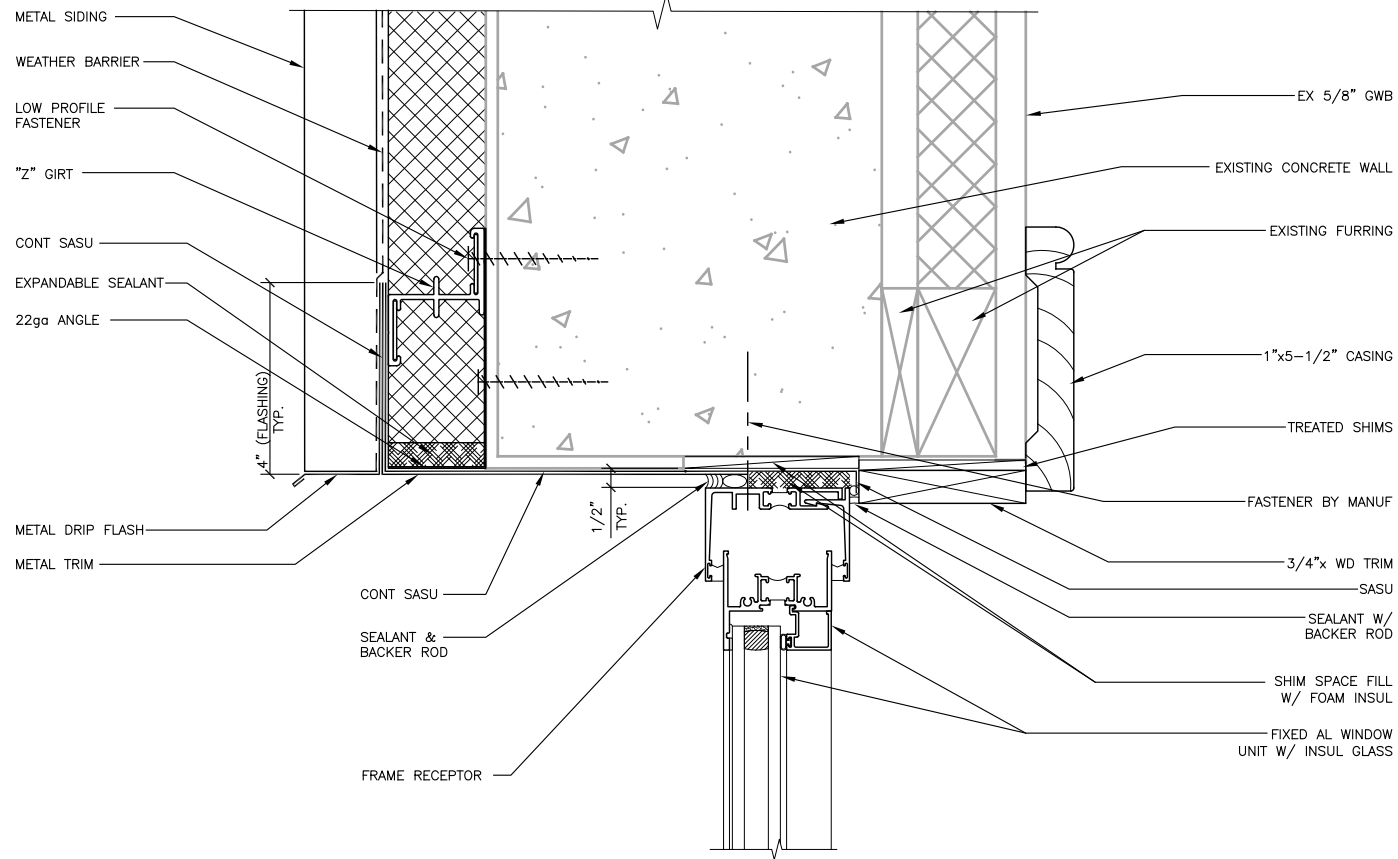 METAL SIDING
WEATHER BARRIER
LOW PROFILE
FASTENER
"Z" GIRT
CONT SASU
EXPANDABLE SEALANT
22ga ANGLE
4" (FLASHING)
TYP.
METAL DRIP FLASH
METAL TRIM
CONT SASU
SEALANT &
BACKER ROD
FRAME RECEPTOR
1/2"
TYP.
EX 5/8" GWB
EXISTING CONCRETE WALL
EXISTING FURRING
1"x5-1/2" CASING
TREATED SHIMS
FASTENER BY MANUF
3/4"x WD TRIM
SASU
SEALANT W/
BACKER ROD
SHIM SPACE FILL
W/ FOAM INSUL
FIXED AL WINDOW
UNIT W/ INSUL GLASS